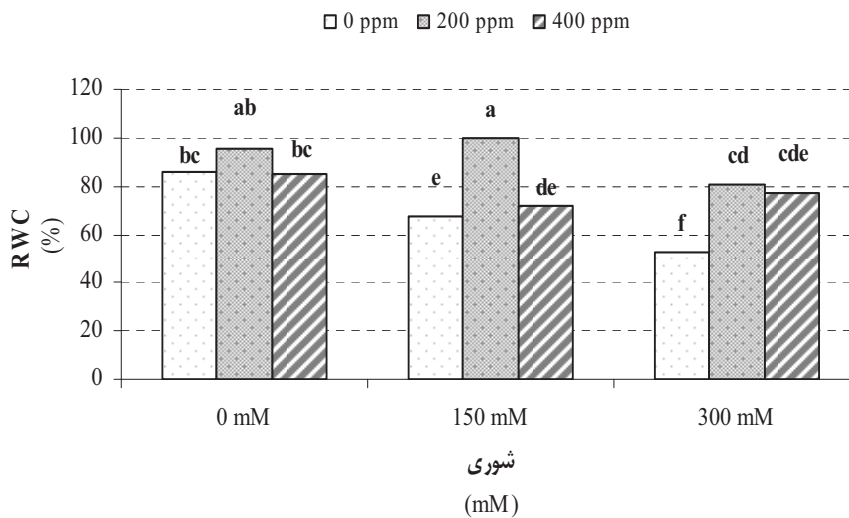 0 ppm 200 ppm 400 ppm
120
100
80
60
40
20
0
RWC
(%)
bc ab bc
e a de
f cd cde
0 mM 150 mM 300 mM
شوری
(mM)